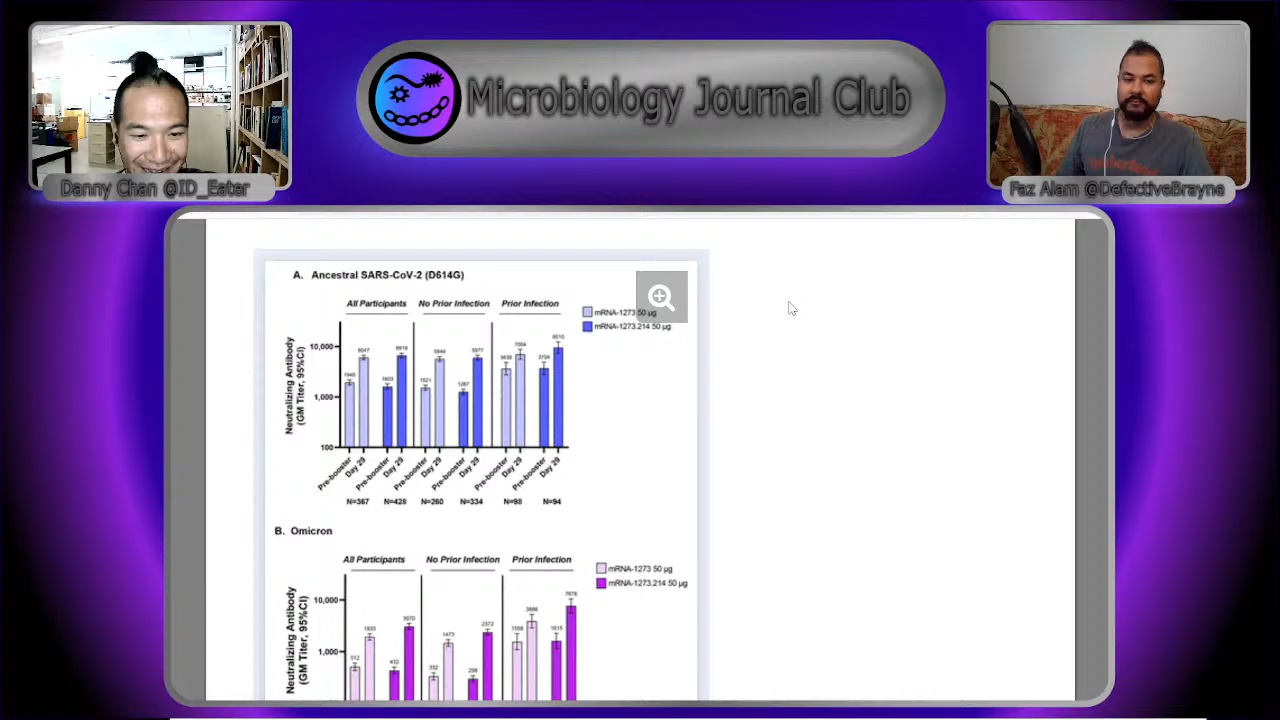 Microbiology Journal Club
Danny Chan @ID_Eater
Faz Alam @DefectiveBrayne
A. Ancestral SARS-CoV-2 (D614G)
All Participants No Prior Infection Prior Infection
mRNA-1273 50 µg
mRNA-1273.214 50 µg
Neutralizing Antibody
(GM Titer, 95%CI)
10,000
1,000
100
Pre-booster Day 29 Pre-booster Day 29 Pre-booster Day 29 Pre-booster Day 29 Pre-booster Day 29 Pre-booster Day 29
N=367 N=428 N=260 N=334 N=98 N=94
B. Omicron
All Participants No Prior Infection Prior Infection
mRNA-1273 50 µg
mRNA-1273.214 50 µg
Neutralizing Antibody
(GM Titer, 95%CI)
10,000
1,000